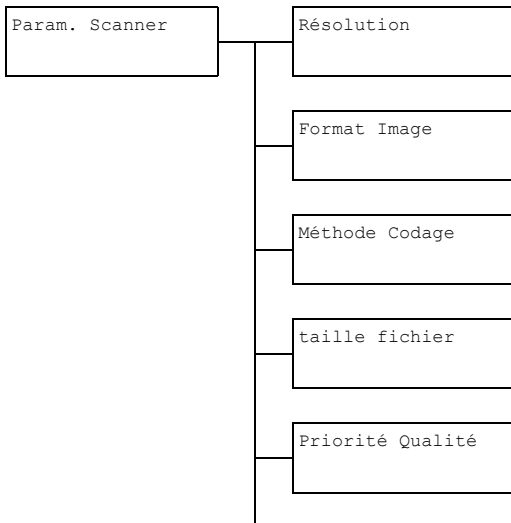 Param. Scanner
Résolution
Format Image
Méthode Codage
taille fichier
Priorité Qualité